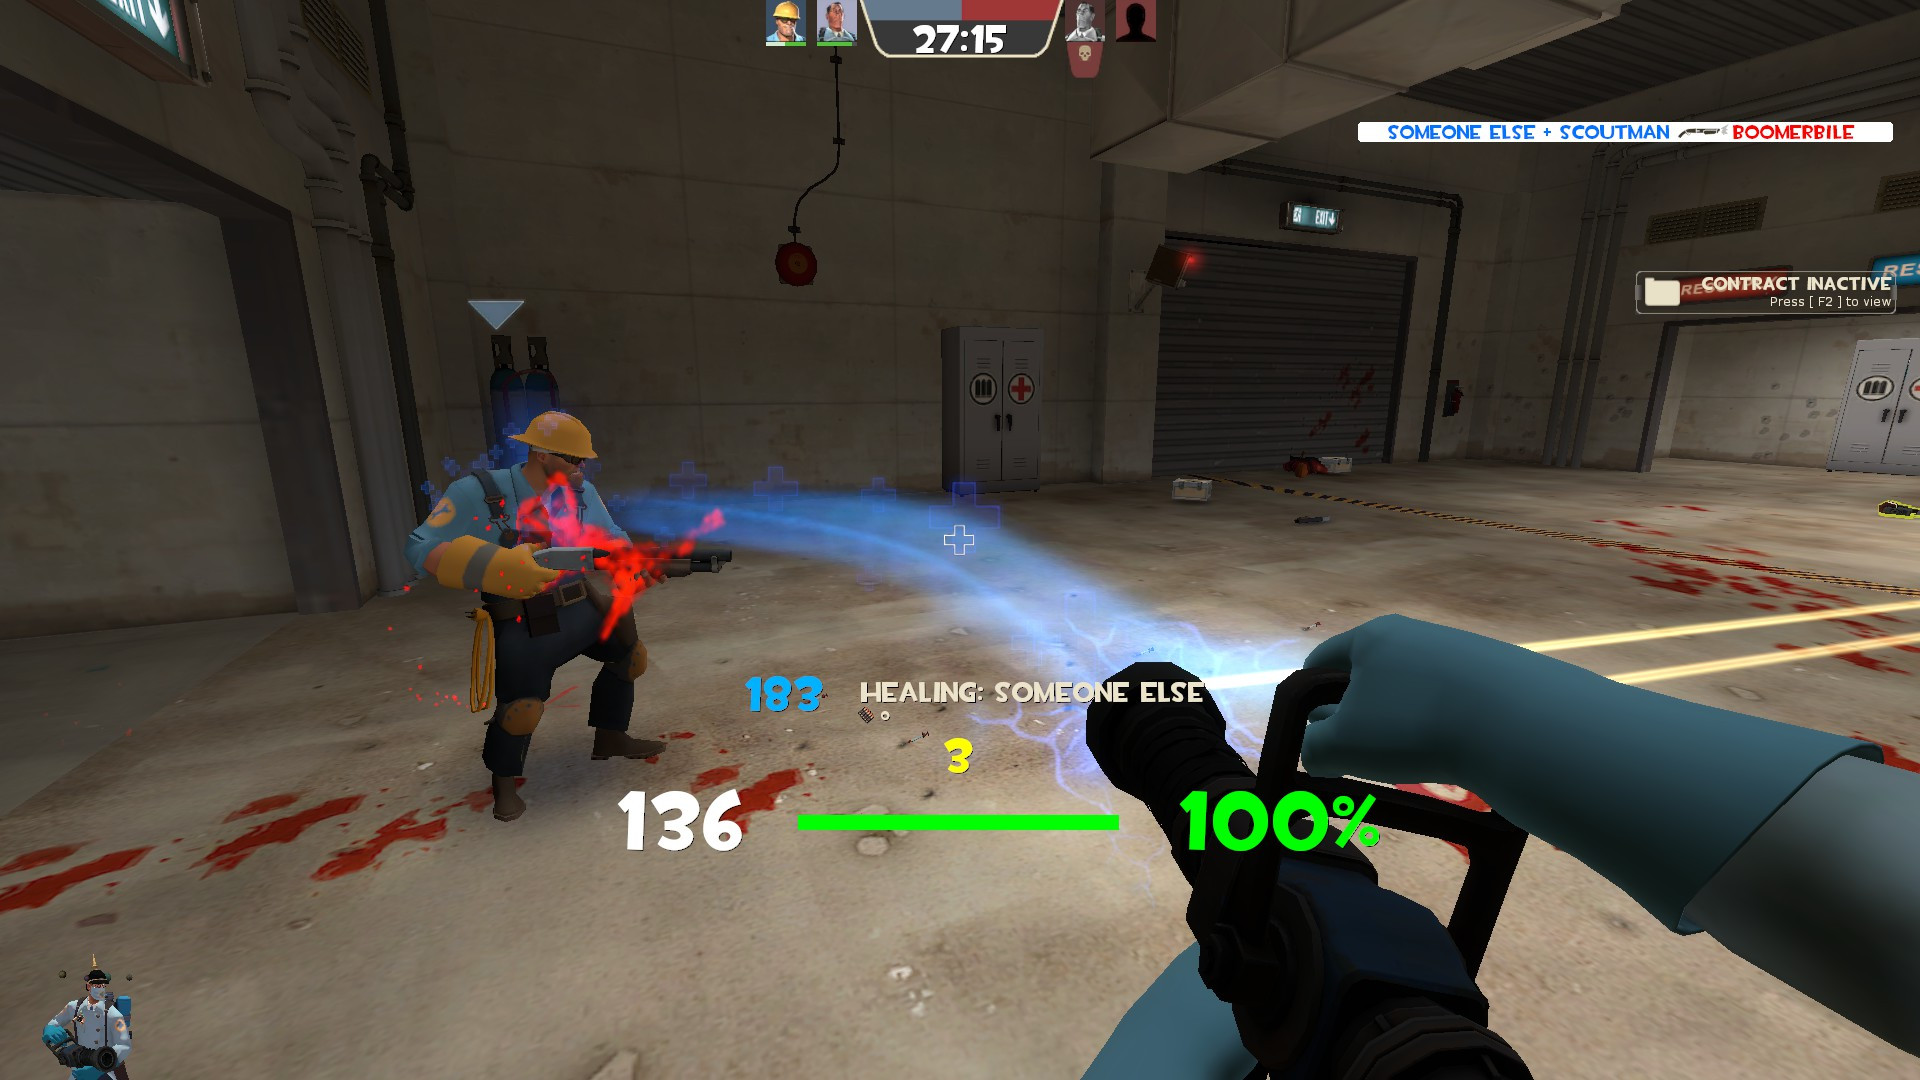 27:15
SOMEONE ELSE + SCOUTMAN BOOMERBILE
EXIT
CONTRACT INACTIVE
Press [ F2 ] to view
183 HEALING: SOMEONE ELSE
0
3
136 100%